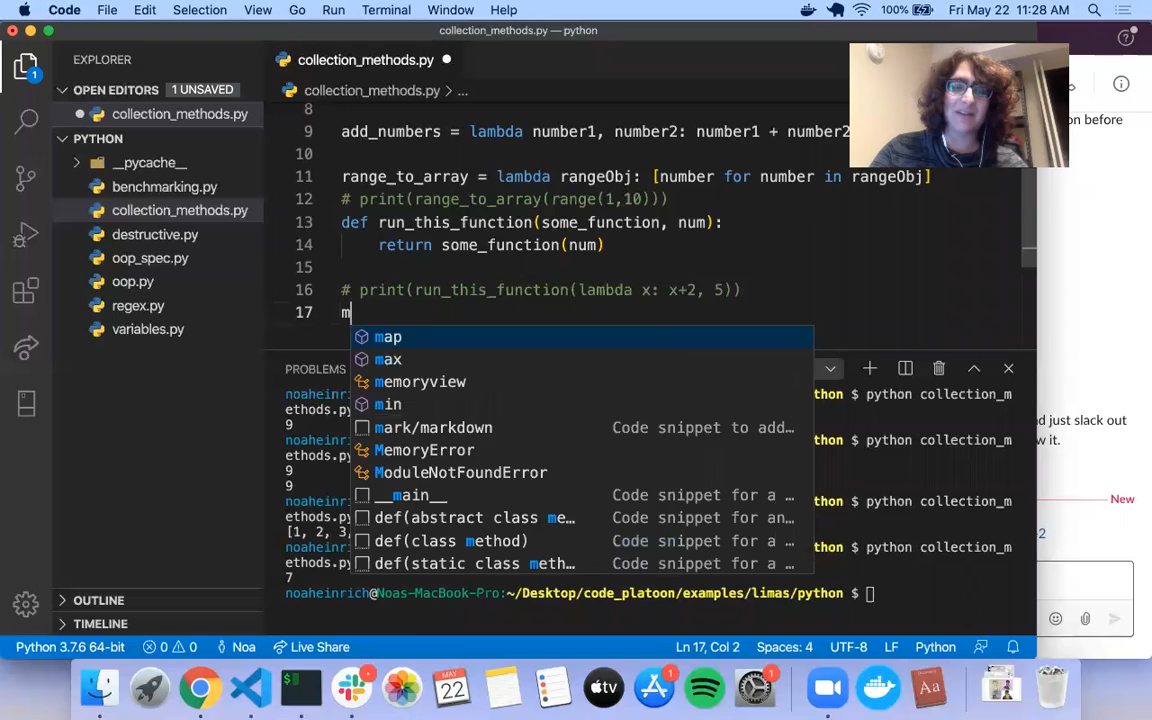 Code File Edit Selection View Go Run Terminal Window Help 100% Fri May 22 11:28 AM
collection_methods.py — python
EXPLORER
OPEN EDITORS 1 UNSAVED
collection_methods.py
PYTHON
__pycache__
benchmarking.py
collection_methods.py
destructive.py
oop_spec.py
oop.py
regex.py
variables.py
OUTLINE
TIMELINE
1
collection_methods.py
collection_methods.py > ...
8
9 add_numbers = lambda number1, number2: number1 + number2
10
11 range_to_array = lambda rangeObj: [number for number in rangeObj]
12 # print(range_to_array(range(1,10)))
13 def run_this_function(some_function, num):
14 return some_function(num)
15
16 # print(run_this_function(lambda x: x+2, 5))
17 m
map
max
memoryview
min
mark/markdown Code snippet to add…
MemoryError
ModuleNotFoundError
__main__ Code snippet for a …
def(abstract class me… Code snippet for an…
def(class method) Code snippet for a …
def(static class meth… Code snippet for a …
PROBLEMS
noaheinri thon $ python collection_m
ethods.py
9
noaheinri thon $ python collection_m
ethods.py
9
9
noaheinri thon $ python collection_m
ethods.py
[1, 2, 3,
noaheinri thon $ python collection_m
ethods.py
7
noaheinrich@Noas-MacBook-Pro:~/Desktop/code_platoon/examples/limas/python $
on before
nd just slack out
w it.
New
2
Python 3.7.6 64-bit 0 0 Noa Live Share Ln 17, Col 2 Spaces: 4 UTF-8 LF Python
MAY
22
1
1
tv
Aa